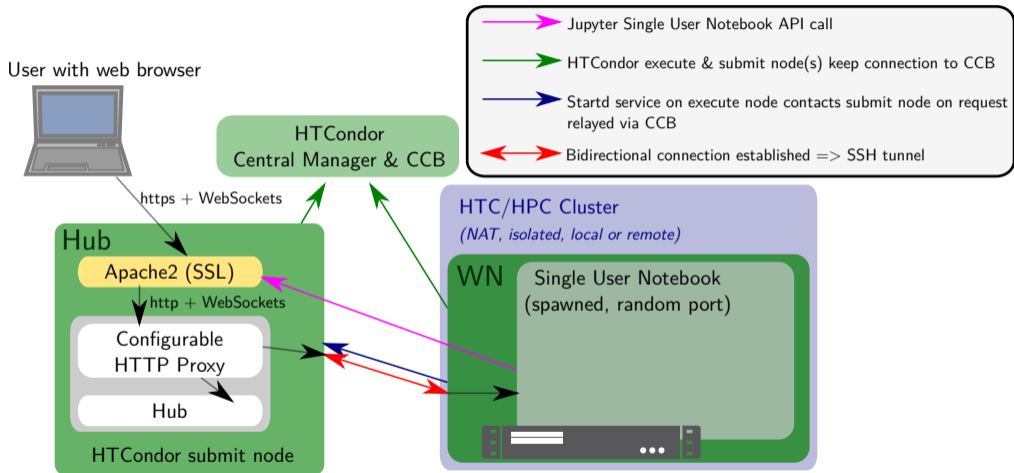 Jupyter Single User Notebook API call
HTCondor execute & submit node(s) keep connection to CCB
Startd service on execute node contacts submit node on request
relayed via CCB
Bidirectional connection established => SSH tunnel
User with web browser
HTCondor
Central Manager & CCB
https + WebSockets
HTC/HPC Cluster
(NAT, isolated, local or remote)
Hub
Apache2 (SSL)
http + WebSockets
Configurable
HTTP Proxy
Hub
HTCondor submit node
WN
Single User Notebook
(spawned, random port)